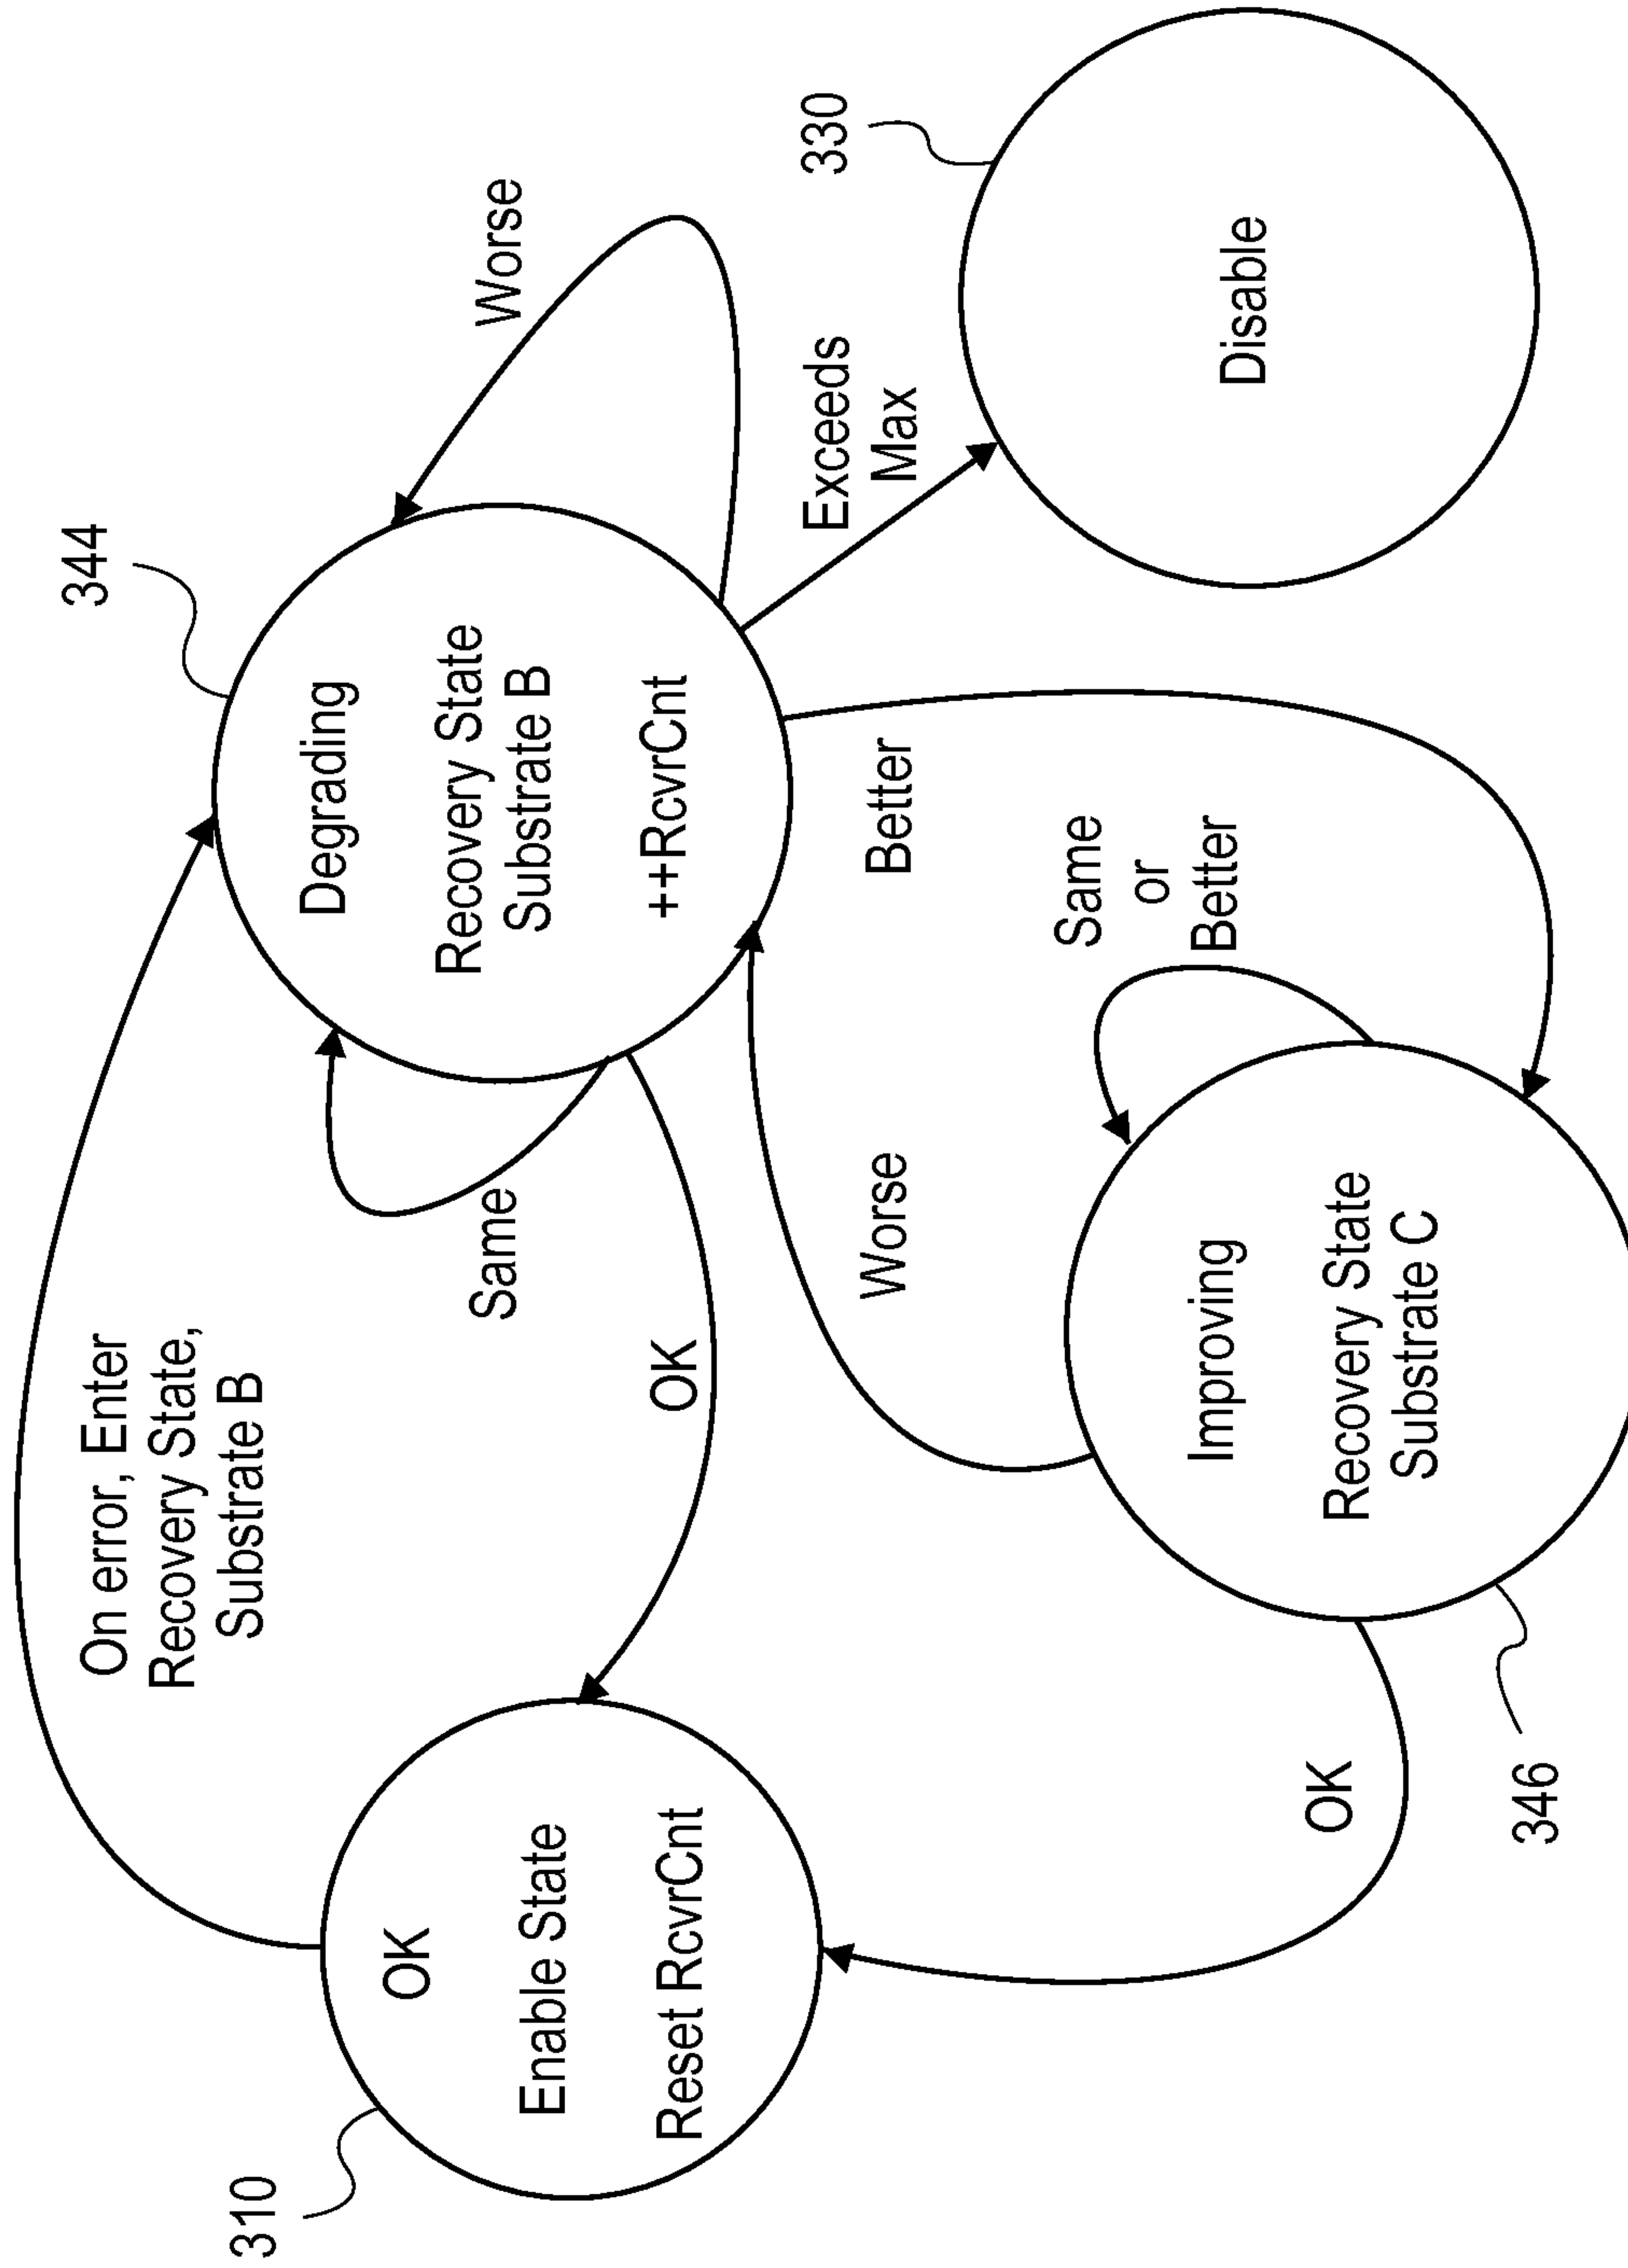 On error, Enter
Recovery State,
Substrate B
344
310
OK
Enable State
Reset RcvrCnt
Degrading
Recovery State
Substrate B
++RcvrCnt
Same
OK
Worse
Exceeds
Max
Better
Worse
Same
or
Better
330
Disable
Improving
Recovery State
Substrate C
OK
346